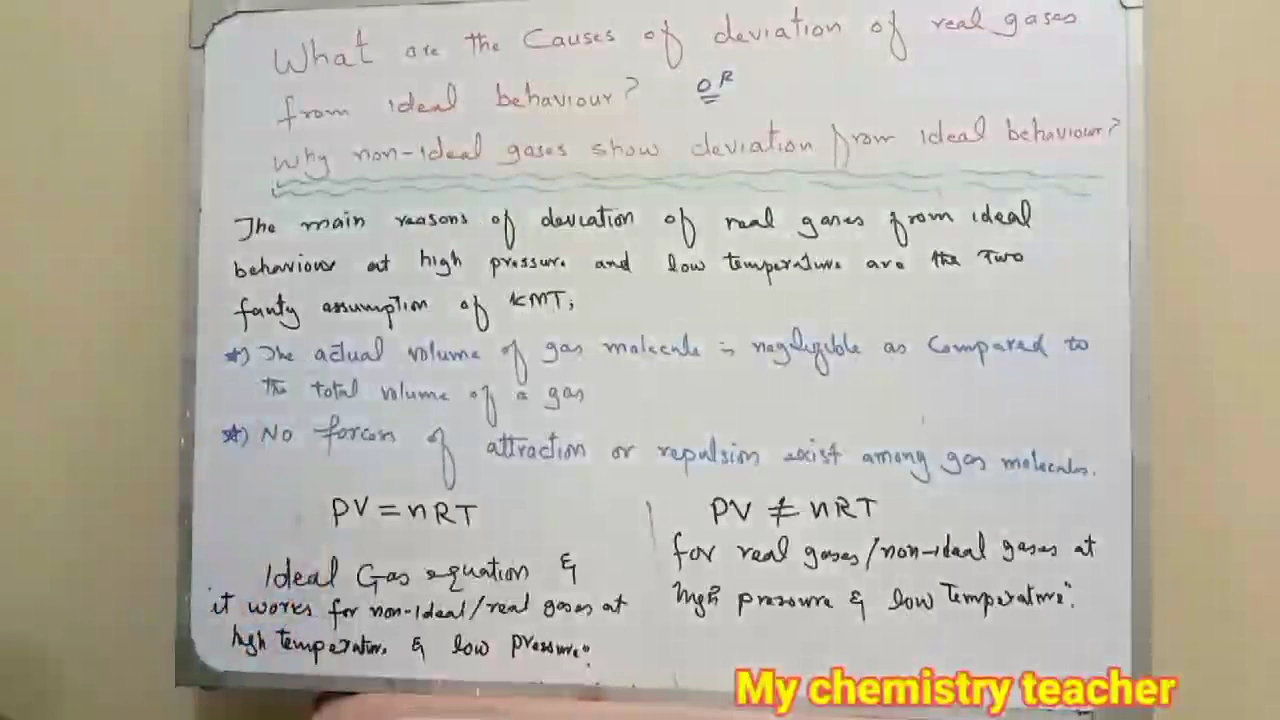 What are the Causes of deviation of real gases
from ideal behaviour? OR
Why non-ideal gases show deviation from ideal behaviour?
The main reasons of deviation of real gases from ideal
behaviour at high pressure and low temperature are the two
faulty assumption of KMT;
*) The actual volume of gas molecule is negligible as compared to
the total volume of a gas
*) No forces of attraction or repulsion exist among gas molecules.
PV = nRT
Ideal Gas equation &
it works for non-ideal/real gases at
high temperature & low pressure".
PV ≠ nRT
for real gases/non-ideal gases at
high pressure & low Temperature".
My chemistry teacher